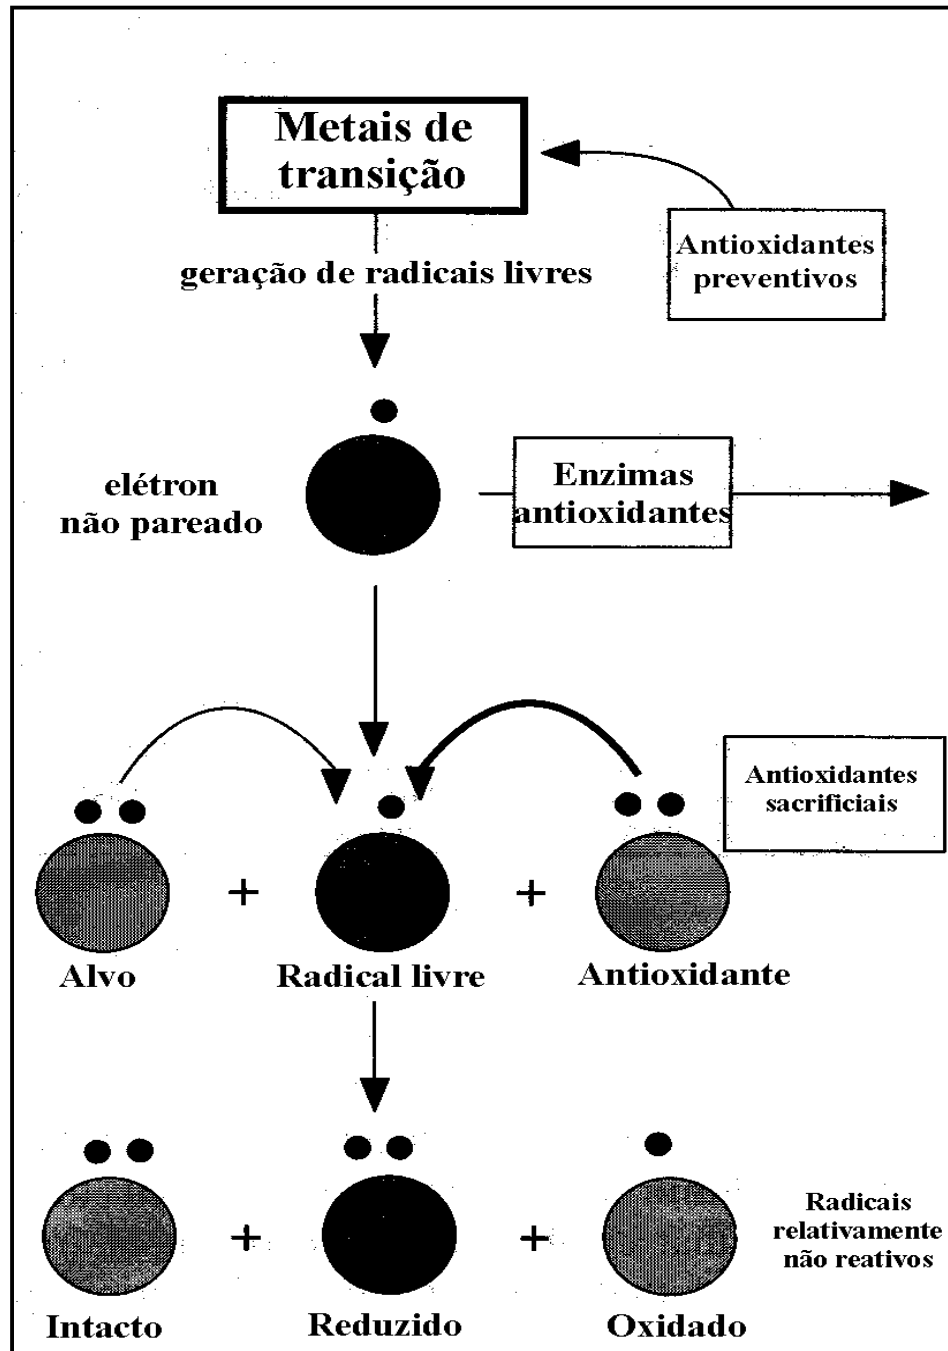 Metais de
transição
Antioxidantes
preventivos
geração de radicais livres
elétron
não pareado
Enzimas
antioxidantes
Antioxidantes
sacrificiais
+
+
Alvo
Radical livre
Antioxidante
+
+
Radicais
relativamente
não reativos
Intacto
Reduzido
Oxidado